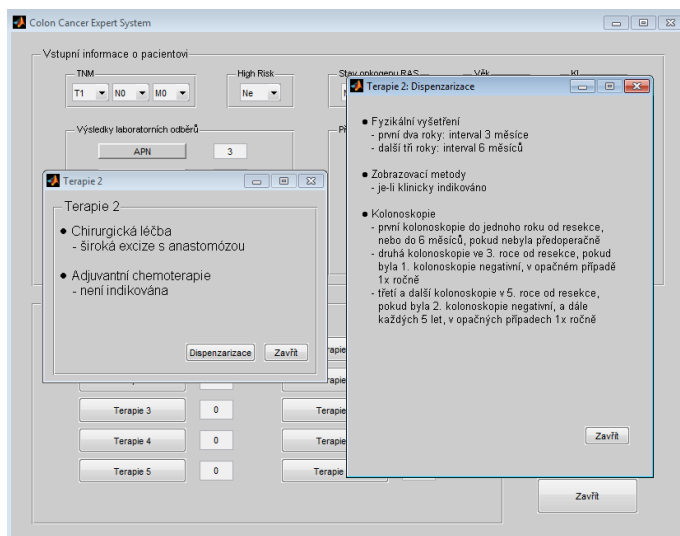 Colon Cancer Expert System
Vstupní informace o pacientovi
TNM
High Risk
Stav onkogenu RAS
Věk
KI
T1 N0 M0
Ne
Výsledky laboratorních odběrů
APN
3
Terapie 2
Terapie 2
● Chirurgická léčba
- široká excize s anastomózou
● Adjuvantní chemoterapie
- není indikována
Dispenzarizace
Zavřít
Terapie 2: Dispenzarizace
● Fyzikální vyšetření
- první dva roky: interval 3 měsíce
- další tři roky: interval 6 měsíců
● Zobrazovací metody
- je-li klinicky indikováno
● Kolonoskopie
- první kolonoskopie do jednoho roku od resekce,
nebo do 6 měsíců, pokud nebyla předoperačně
- druhá kolonoskopie ve 3. roce od resekce, pokud
byla 1. kolonoskopie negativní, v opačném případě
1x ročně
- třetí a další kolonoskopie v 5. roce od resekce,
pokud byla 2. kolonoskopie negativní, a dále
každých 5 let, v opačných případech 1x ročně
Zavřít
Terapie 3
0
Terapie
Terapie 4
0
Terapie
Terapie 5
0
Terapie
Zavřít